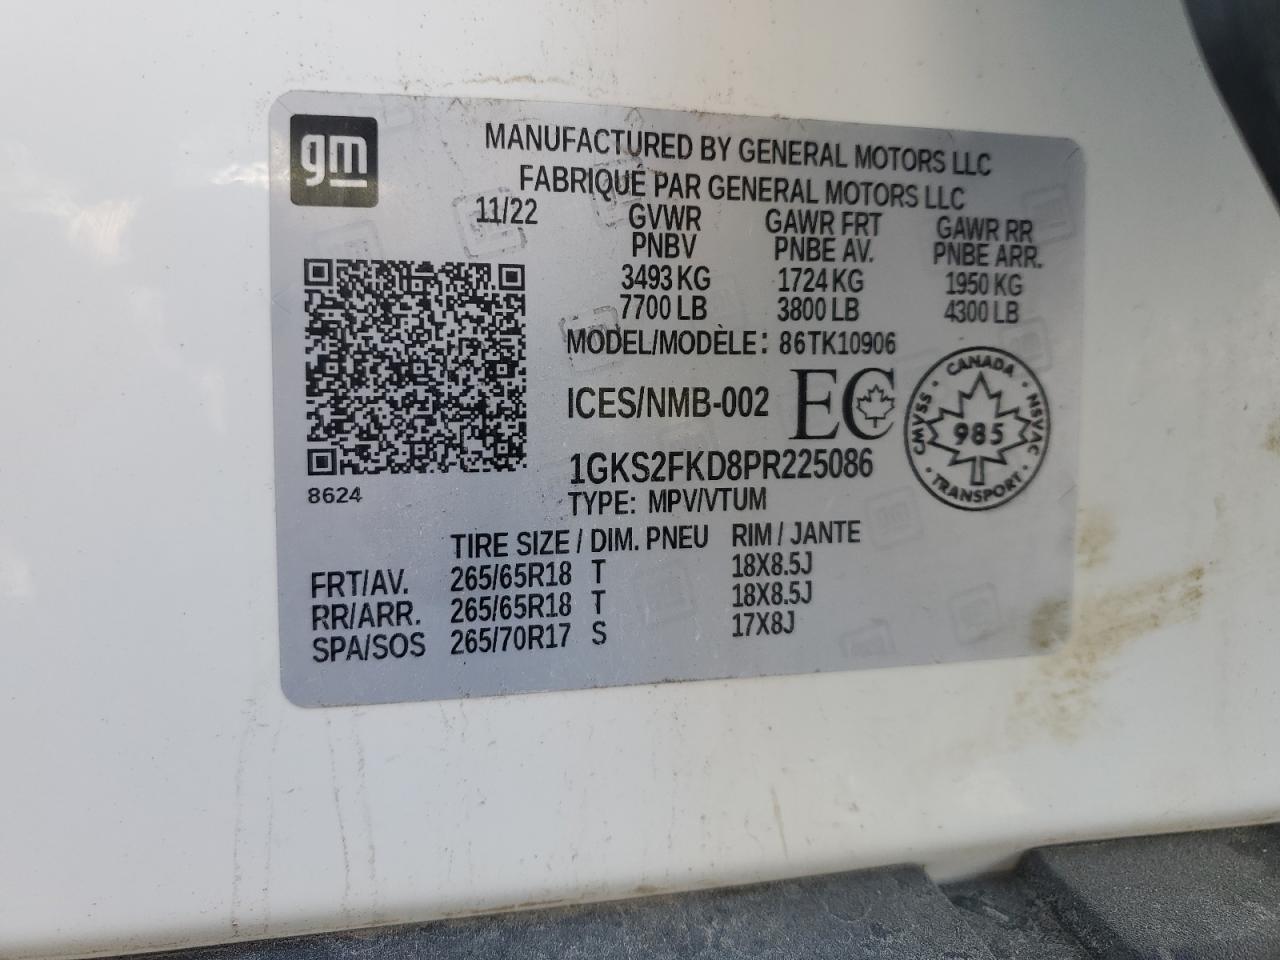 gm
MANUFACTURED BY GENERAL MOTORS LLC
FABRIQUÉ PAR GENERAL MOTORS LLC
11/22 GVWR GAWR FRT GAWR RR
PNBV PNBE AV. PNBE ARR.
3493 KG 1724 KG 1950 KG
7700 LB 3800 LB 4300 LB
MODEL/MODÈLE: 86TK10906
ICES/NMB-002 EC
CANADA
CMVSS 985 NSVAC
TRANSPORT
1GKS2FKD8PR225086
8624
TYPE: MPV/VTUM
TIRE SIZE / DIM. PNEU RIM / JANTE
FRT/AV. 265/65R18 T 18X8.5J
RR/ARR. 265/65R18 T 18X8.5J
SPA/SOS 265/70R17 S 17X8J